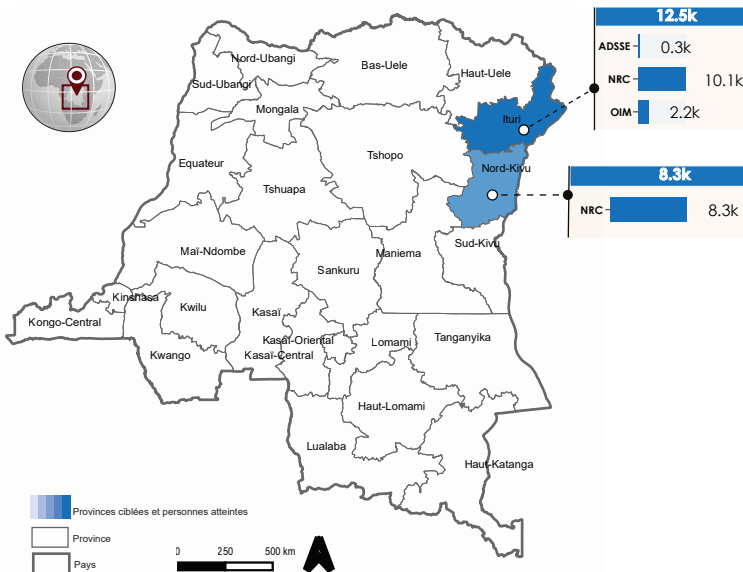 12.5k
ADSSE 0.3k
NRC 10.1k
OIM 2.2k
8.3k
NRC 8.3k
Nord-Ubangi
Bas-Uele
Haut-Uele
Sud-Ubangi
Mongala
Ituri
Equateur
Tshopo
Nord-Kivu
Tshuapa
Maï-Ndombe
Maniema
Sud-Kivu
Sankuru
Kinshasa
Kwilu
Kasaï
Kongo-Central
Kasaï-Oriental
Lomami
Tanganyika
Kwango
Kasaï-Central
Haut-Lomami
Lualaba
Haut-Katanga
Provinces ciblées et personnes atteintes
Province
Pays
0 250 500 km